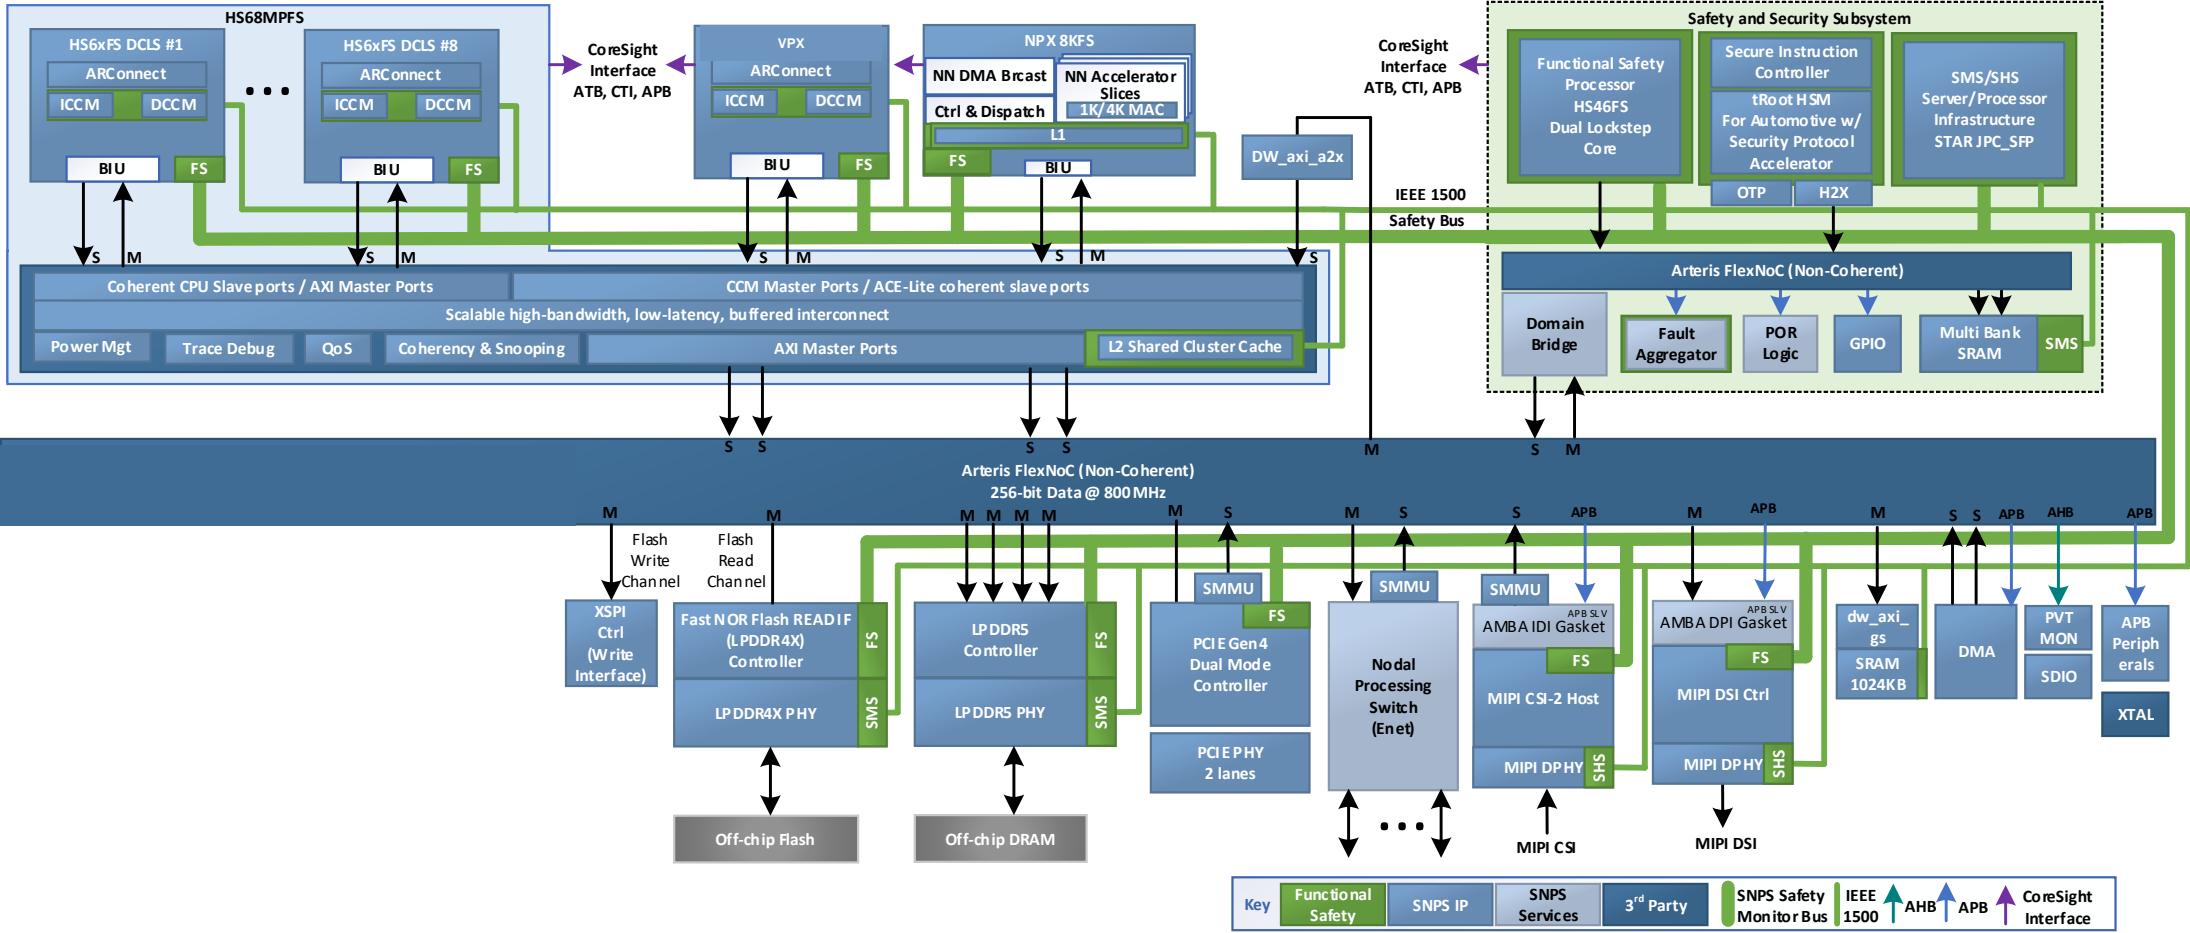 HS68MPFS
HS6xFS DCLS #1
ARConnect
ICCM
DCCM
BIU
FS
HS6xFS DCLS #8
ARConnect
ICCM
DCCM
BIU
FS
CoreSight
Interface
ATB, CTI, APB
VPX
ARConnect
ICCM
DCCM
BIU
FS
NPX 8KFS
NN DMA Brcast
Ctrl & Dispatch
NN Accelerator
Slices
1K/4K MAC
L1
FS
BIU
DW_axi_a2x
CoreSight
Interface
ATB, CTI, APB
IEEE 1500
Safety Bus
Safety and Security Subsystem
Functional Safety
Processor
HS46FS
Dual Lockstep
Core
Secure Instruction
Controller
tRoot HSM
For Automotive w/
Security Protocol
Accelerator
OTP
H2X
SMS/SHS
Server/Processor
Infrastructure
STAR JPC_SFP
Arteris FlexNoC (Non-Coherent)
Domain
Bridge
Fault
Aggregator
POR
Logic
GPIO
Multi Bank
SRAM
SMS
S
M
S
M
S
M
S
M
S
Coherent CPU Slave ports / AXI Master Ports
CCM Master Ports / ACE-Lite coherent slave ports
Scalable high-bandwidth, low-latency, buffered interconnect
Power Mgt
Trace Debug
QoS
Coherency & Snooping
AXI Master Ports
L2 Shared Cluster Cache
S
S
S
S
M
S
M
Arteris FlexNoC (Non-Coherent)
256-bit Data @ 800 MHz
M
M
M
M
M
M
M
S
M
S
S
APB
M
APB
M
S
S
APB
AHB
APB
Flash
Write
Channel
Flash
Read
Channel
XSPI
Ctrl
(Write
Interface)
Fast NOR Flash READ IF
(LPDDR4X)
Controller
FS
LPDDR4X PHY
SMS
Off-chip Flash
LPDDR5
Controller
FS
LPDDR5 PHY
SMS
Off-chip DRAM
SMMU
FS
PCIE Gen4
Dual Mode
Controller
PCIE PHY
2 lanes
SMMU
Nodal
Processing
Switch
(Enet)
SMMU
APB SLV
AMBA IDI Gasket
FS
MIPI CSI-2 Host
MIPI DPHY
SHS
MIPI CSI
APB SLV
AMBA DPI Gasket
FS
MIPI DSI Ctrl
MIPI DPHY
SHS
MIPI DSI
dw_axi_
gs
SRAM
1024KB
DMA
PVT
MON
SDIO
APB
Periph
erals
XTAL
Key
Functional
Safety
SNPS IP
SNPS
Services
3rd Party
SNPS Safety
Monitor Bus
IEEE
1500
AHB
APB
CoreSight
Interface